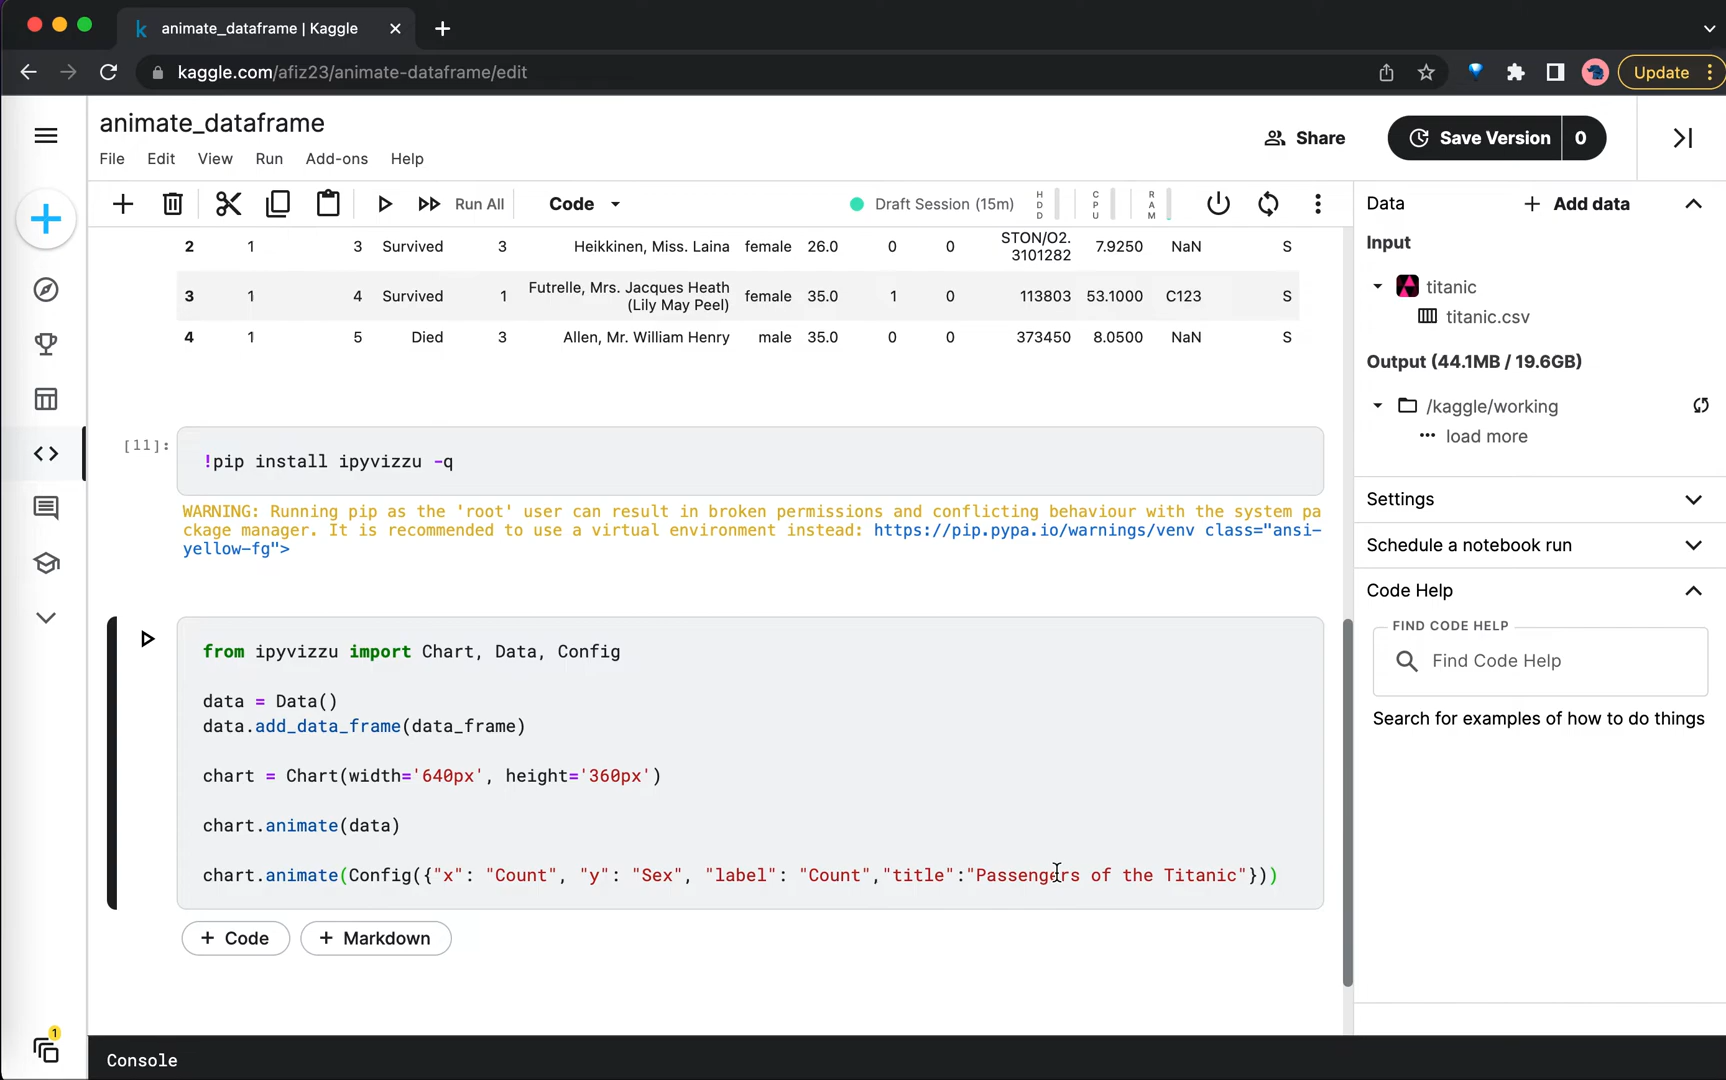 animate_dataframe | Kaggle
kaggle.com/afiz23/animate-dataframe/edit
Update
animate_dataframe
File Edit View Run Add-ons Help
Share
Save Version 0
Run All
Code
Draft Session (15m)
HDD
CPU
RAM
2 1 3 Survived 3 Heikkinen, Miss. Laina female 26.0 0 0 STON/O2. 3101282 7.9250 NaN S
3 1 4 Survived 1 Futrelle, Mrs. Jacques Heath (Lily May Peel) female 35.0 1 0 113803 53.1000 C123 S
4 1 5 Died 3 Allen, Mr. William Henry male 35.0 0 0 373450 8.0500 NaN S
[11]:
!pip install ipyvizzu -q
WARNING: Running pip as the 'root' user can result in broken permissions and conflicting behaviour with the system pa
ckage manager. It is recommended to use a virtual environment instead: https://pip.pypa.io/warnings/venv class="ansi-
yellow-fg">
from ipyvizzu import Chart, Data, Config
data = Data()
data.add_data_frame(data_frame)
chart = Chart(width='640px', height='360px')
chart.animate(data)
chart.animate(Config({"x": "Count", "y": "Sex", "label": "Count","title":"Passengers of the Titanic"}))
+ Code
+ Markdown
Data
+ Add data
Input
titanic
titanic.csv
Output (44.1MB / 19.6GB)
/kaggle/working
load more
Settings
Schedule a notebook run
Code Help
FIND CODE HELP
Find Code Help
Search for examples of how to do things
1
Console